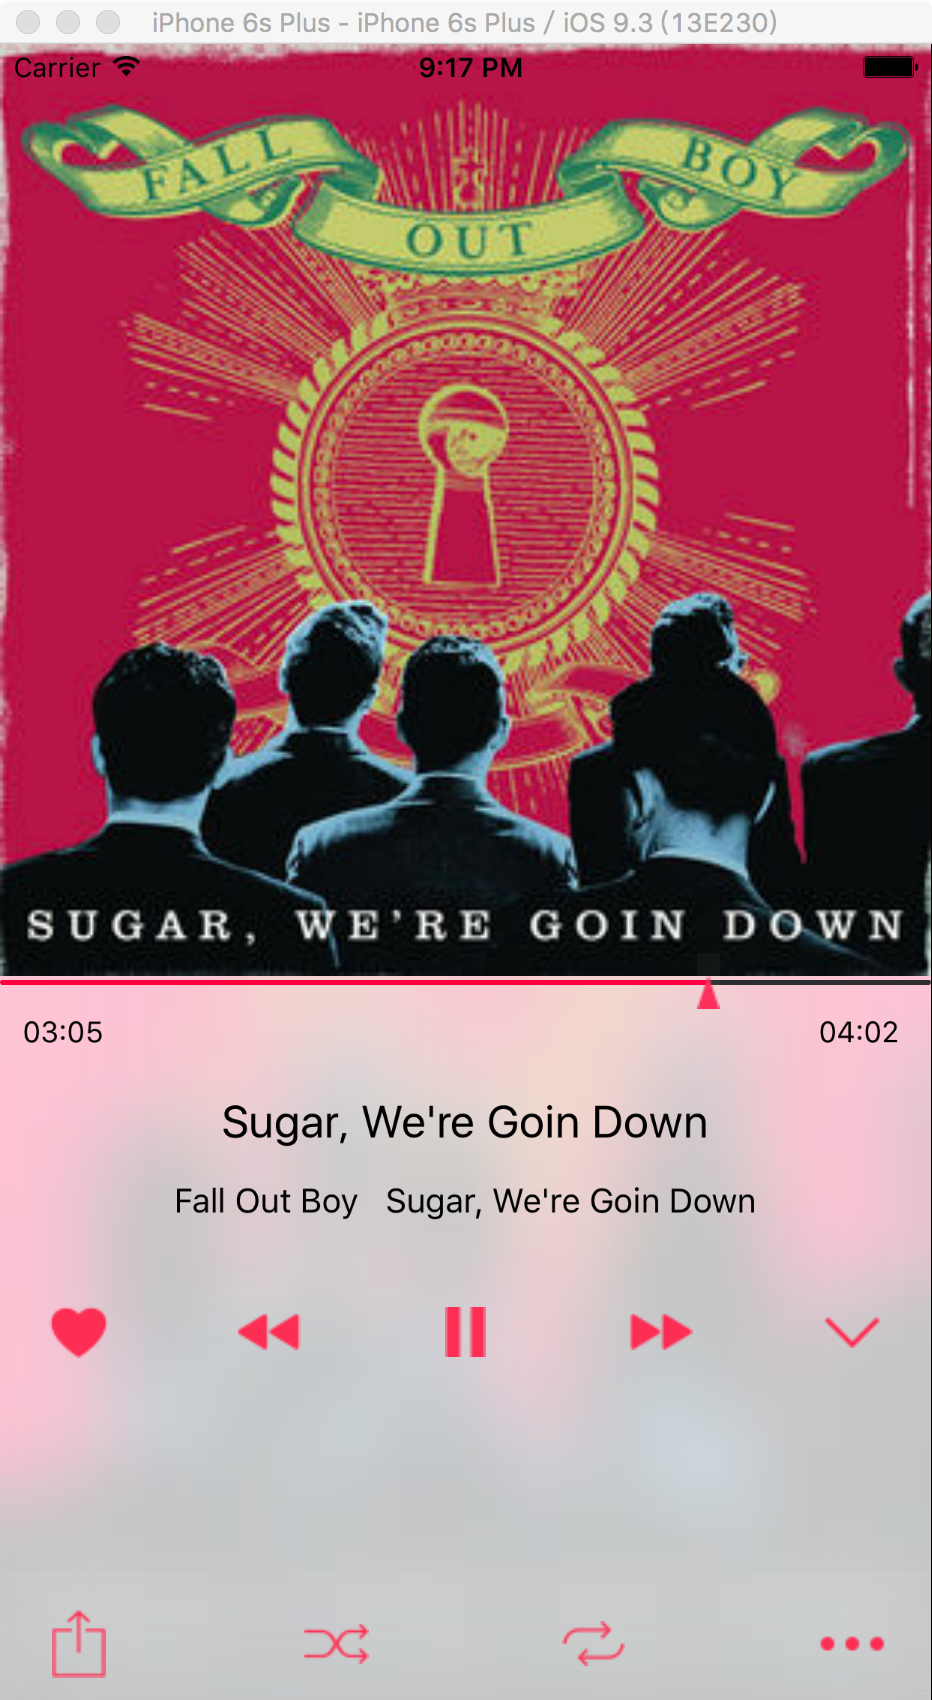 iPhone 6s Plus - iPhone 6s Plus / iOS 9.3 (13E230)
Carrier 9:17 PM
FALL OUT BOY
SUGAR, WE'RE GOIN DOWN
03:05 04:02
Sugar, We're Goin Down
Fall Out Boy Sugar, We're Goin Down